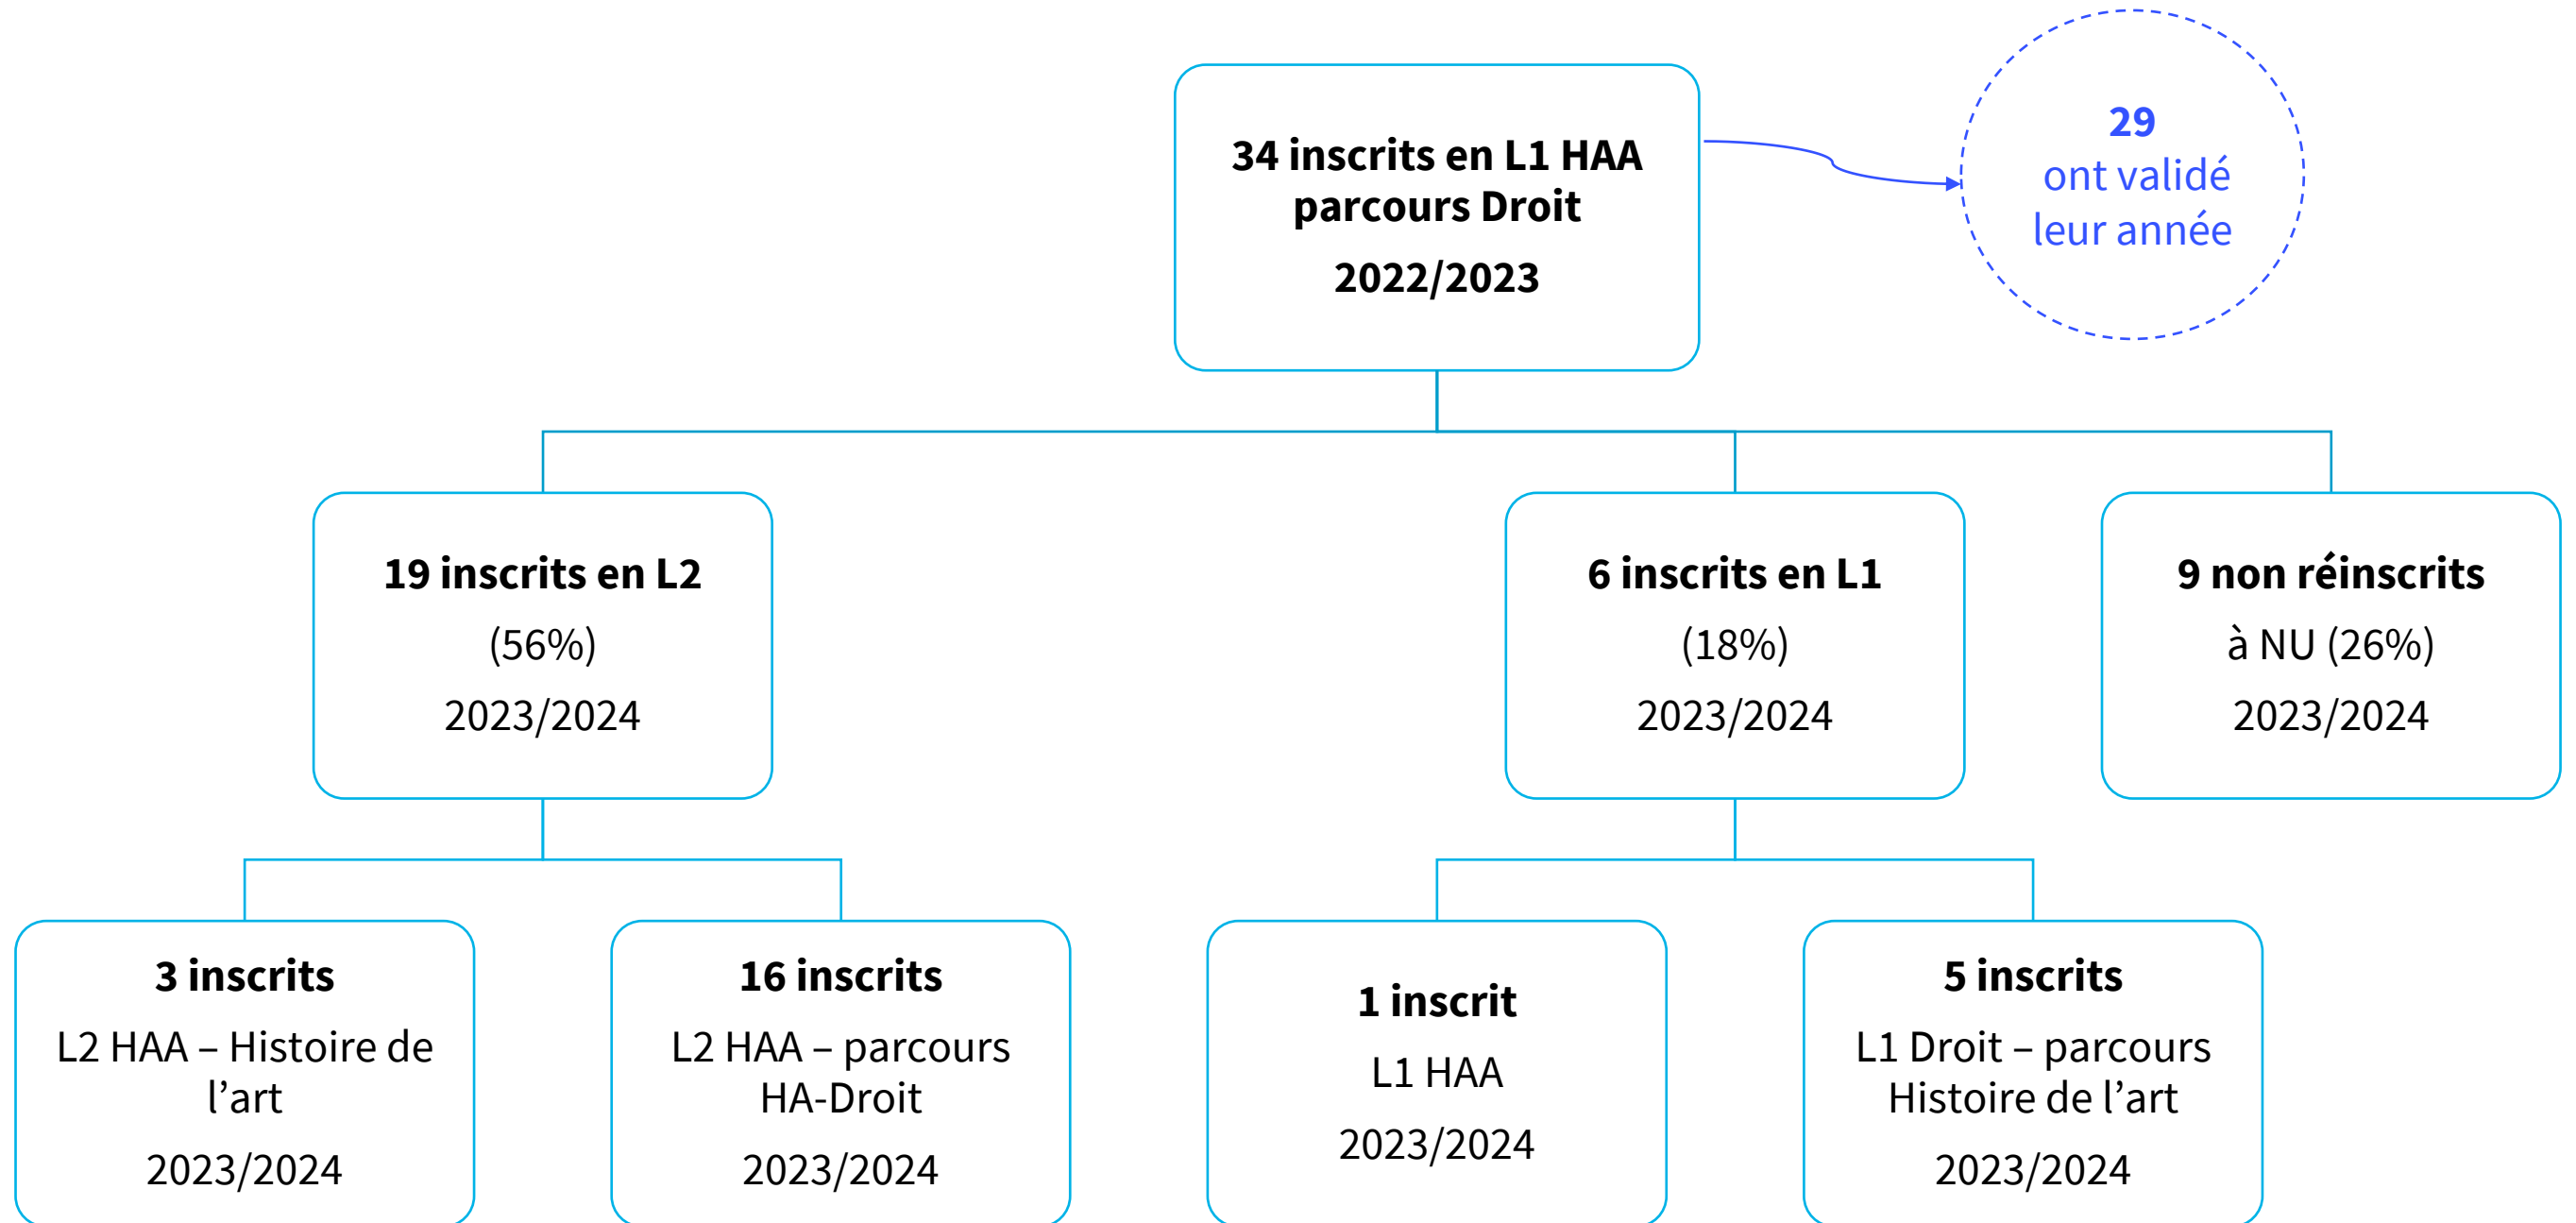 34 inscrits en L1 HAA
parcours Droit
2022/2023
29
ont validé
leur année
19 inscrits en L2
(56%)
2023/2024
6 inscrits en L1
(18%)
2023/2024
9 non réinscrits
à NU (26%)
2023/2024
3 inscrits
L2 HAA – Histoire de
l’art
2023/2024
16 inscrits
L2 HAA – parcours
HA-Droit
2023/2024
1 inscrit
L1 HAA
2023/2024
5 inscrits
L1 Droit – parcours
Histoire de l’art
2023/2024